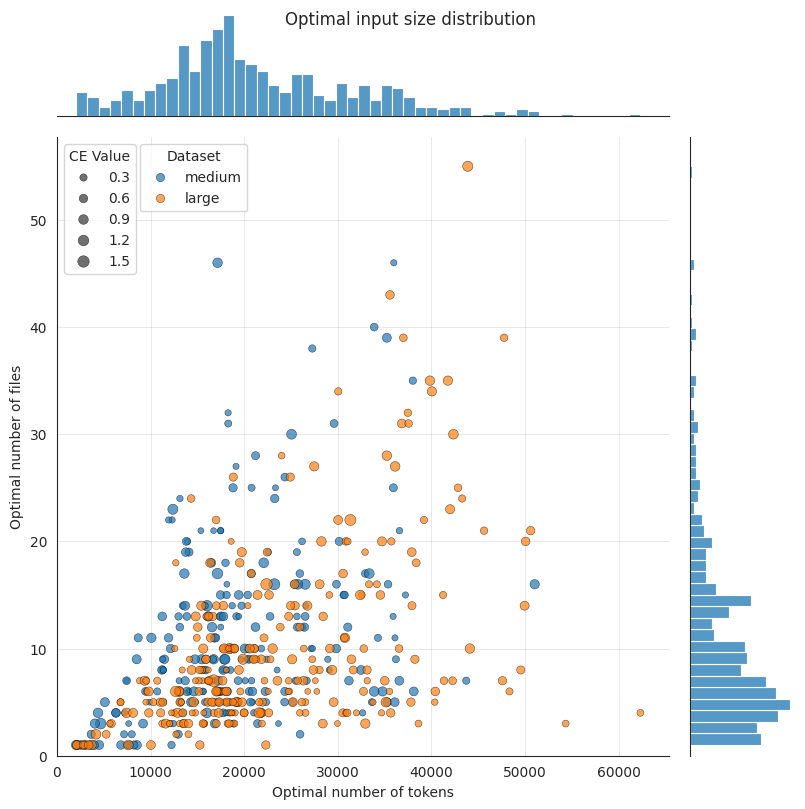 Optimal input size distribution
CE Value
0.3
0.6
0.9
1.2
1.5
Dataset
medium
large
Optimal number of files
50
40
30
20
10
0
0 10000 20000 30000 40000 50000 60000
Optimal number of tokens